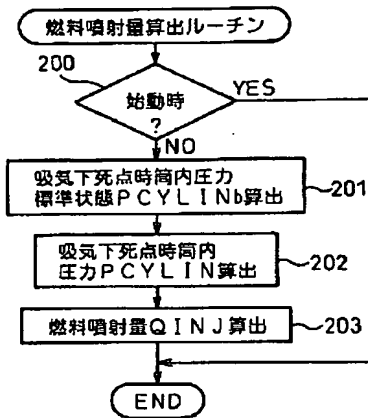 燃料噴射量算出ルーチン
200
始動時
?
YES
NO
吸気下死点時筒内圧力
標準状態PCYLINb算出
201
吸気下死点時筒内
圧力PCYLIN算出
202
燃料噴射量QINJ算出
203
END